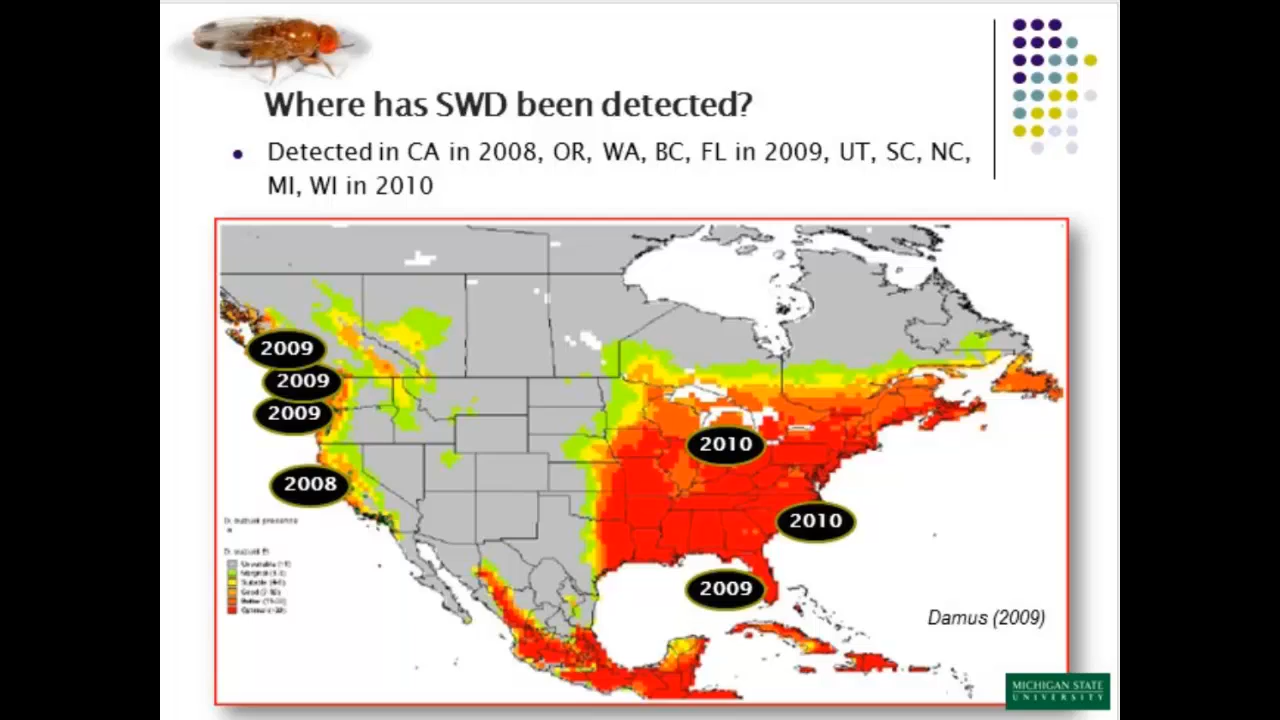 Where has SWD been detected?
• Detected in CA in 2008, OR, WA, BC, FL in 2009, UT, SC, NC,
MI, WI in 2010
2009
2009
2009
2010
2008
2010
2009
Damus (2009)
MICHIGAN STATE
UNIVERSITY